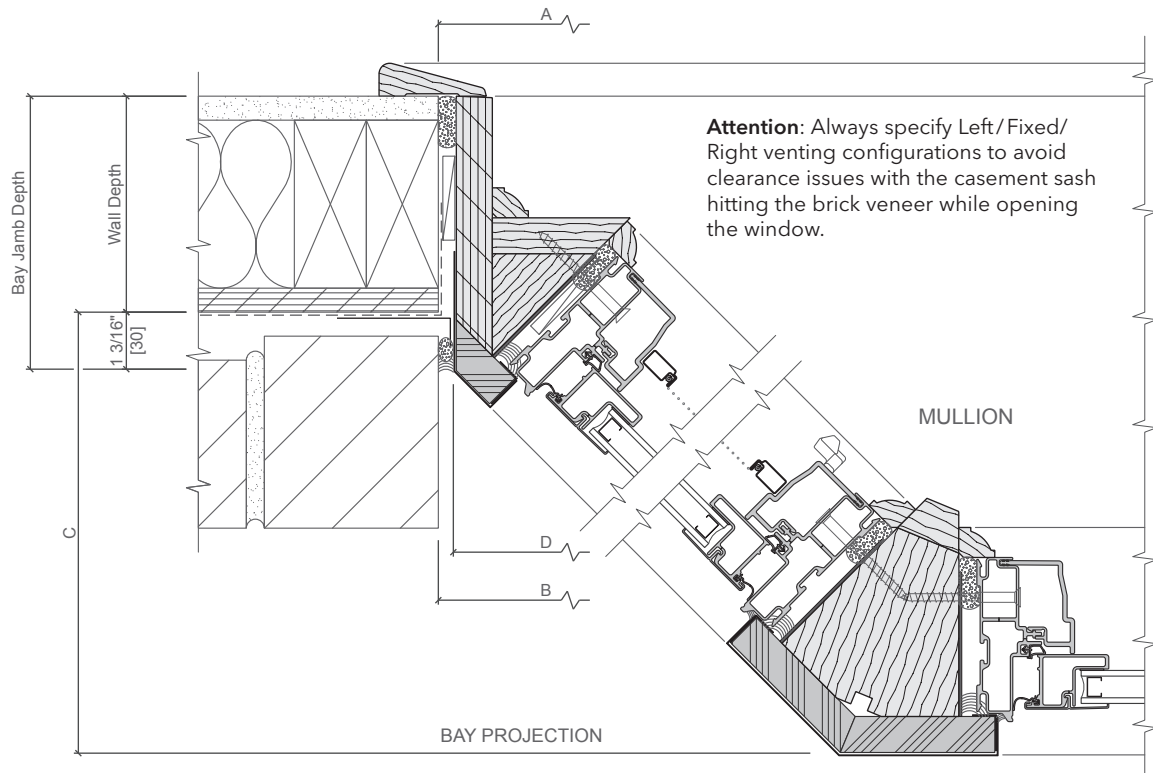 A
Attention: Always specify Left/Fixed/
Right venting configurations to avoid
clearance issues with the casement sash
hitting the brick veneer while opening
the window.
Bay Jamb Depth
Wall Depth
1 3/16"
[30]
MULLION
C
D
B
BAY PROJECTION